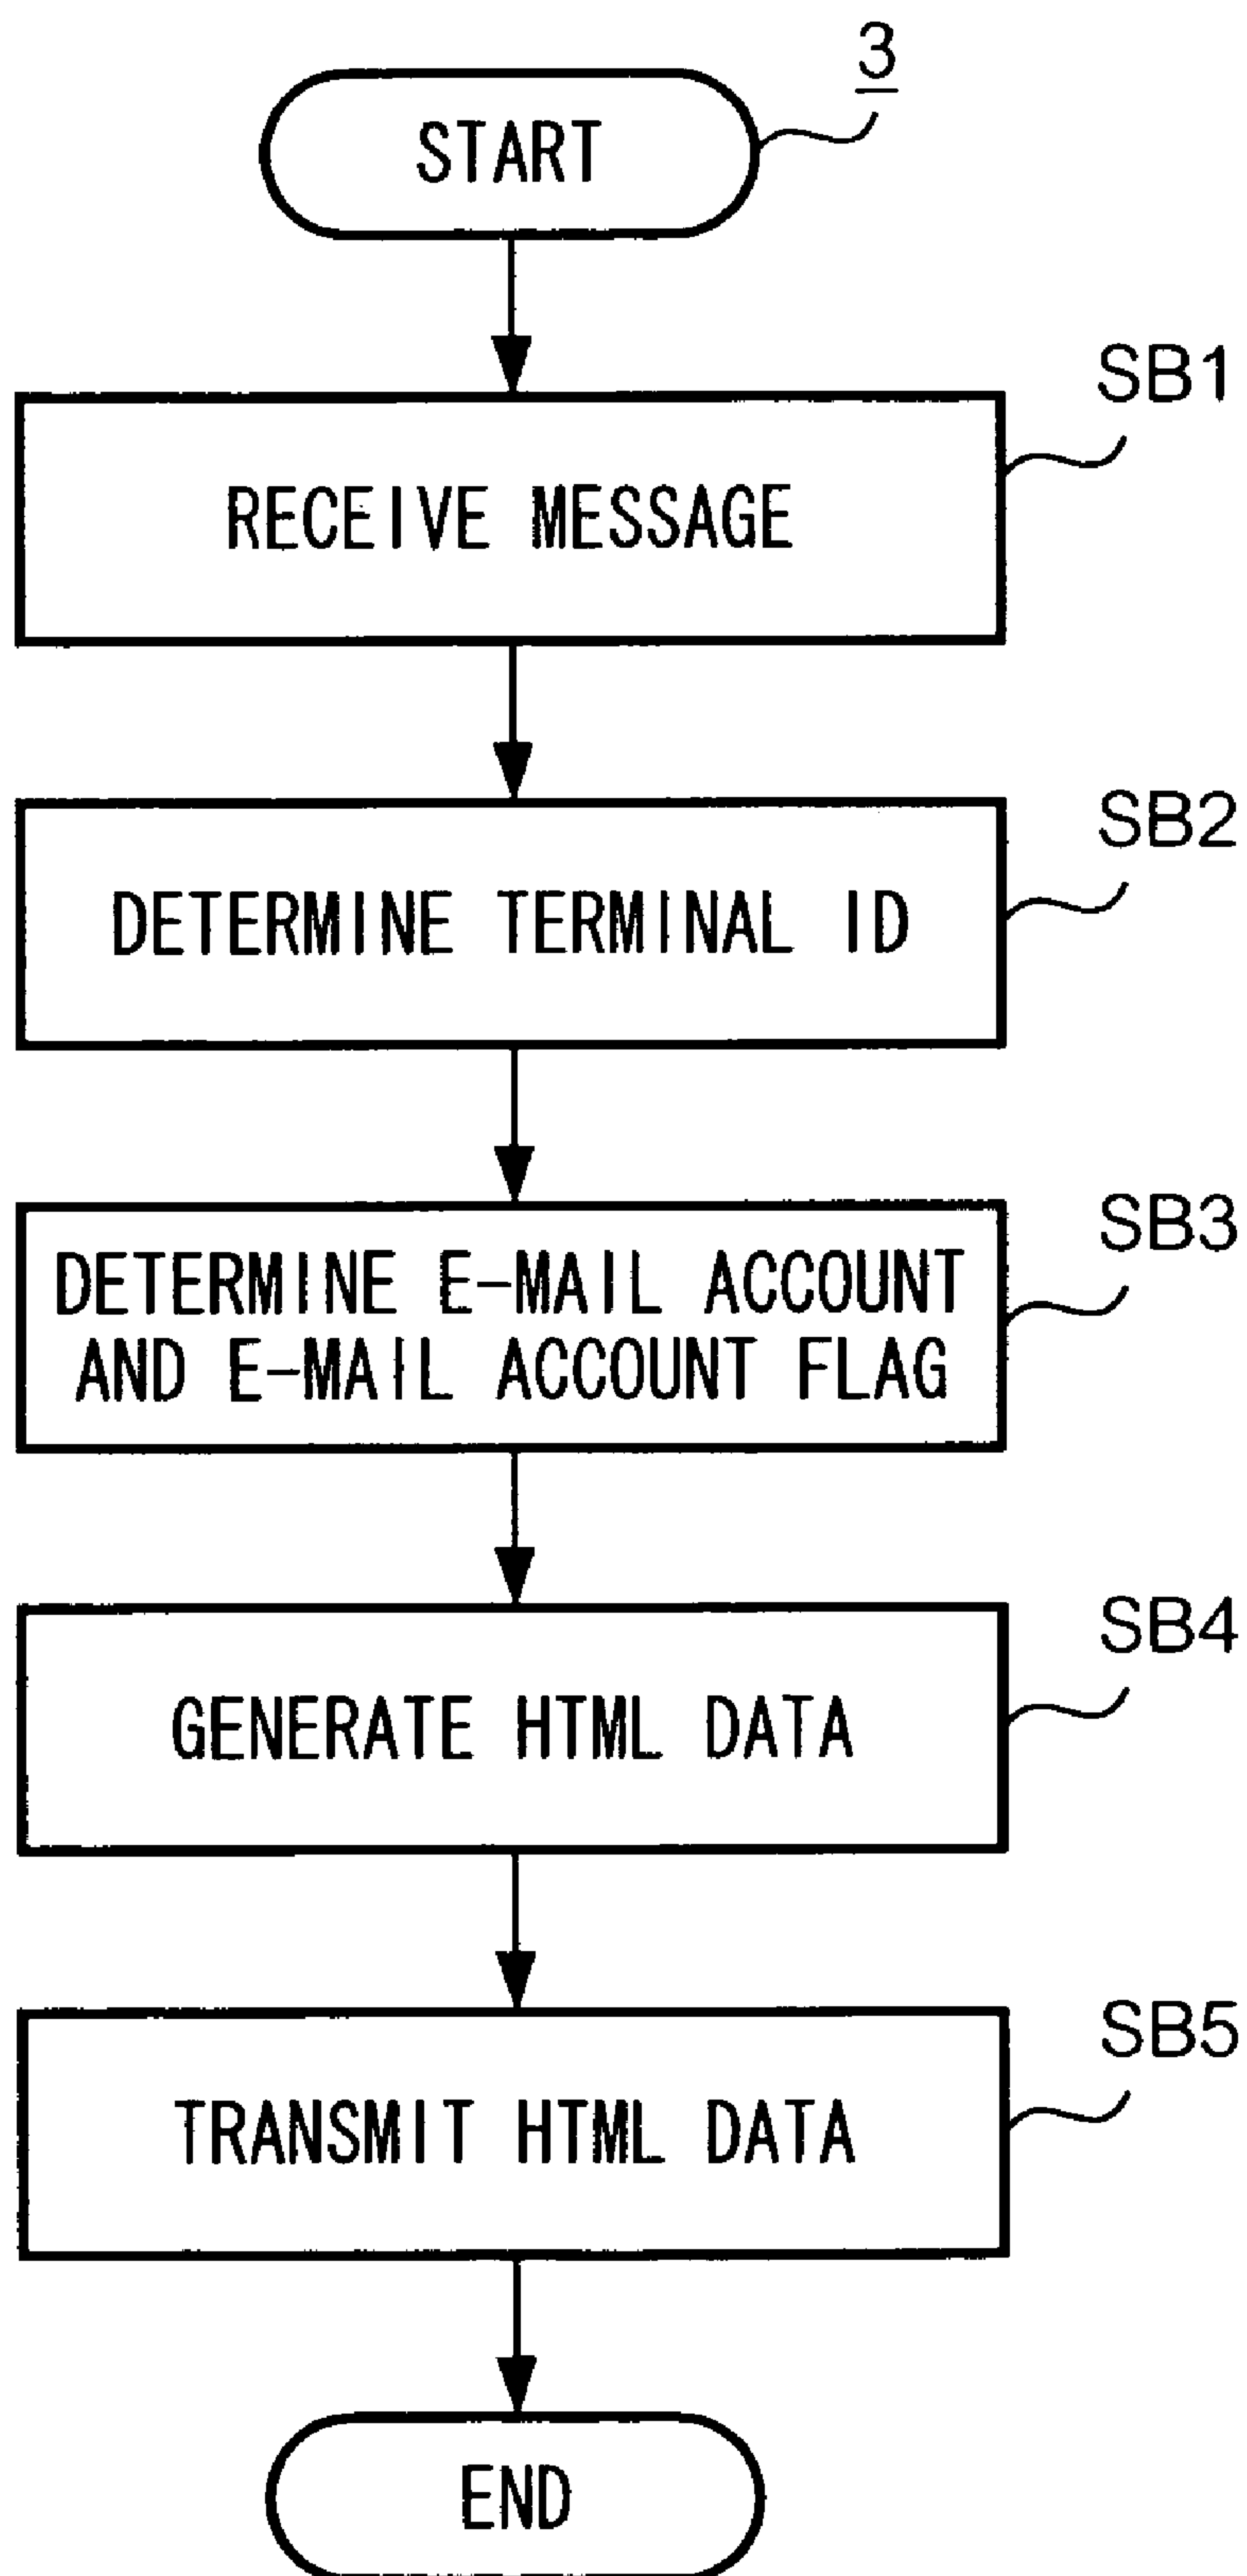 3
START
SB1
RECEIVE MESSAGE
SB2
DETERMINE TERMINAL ID
SB3
DETERMINE E-MAIL ACCOUNT
AND E-MAIL ACCOUNT FLAG
SB4
GENERATE HTML DATA
SB5
TRANSMIT HTML DATA
END